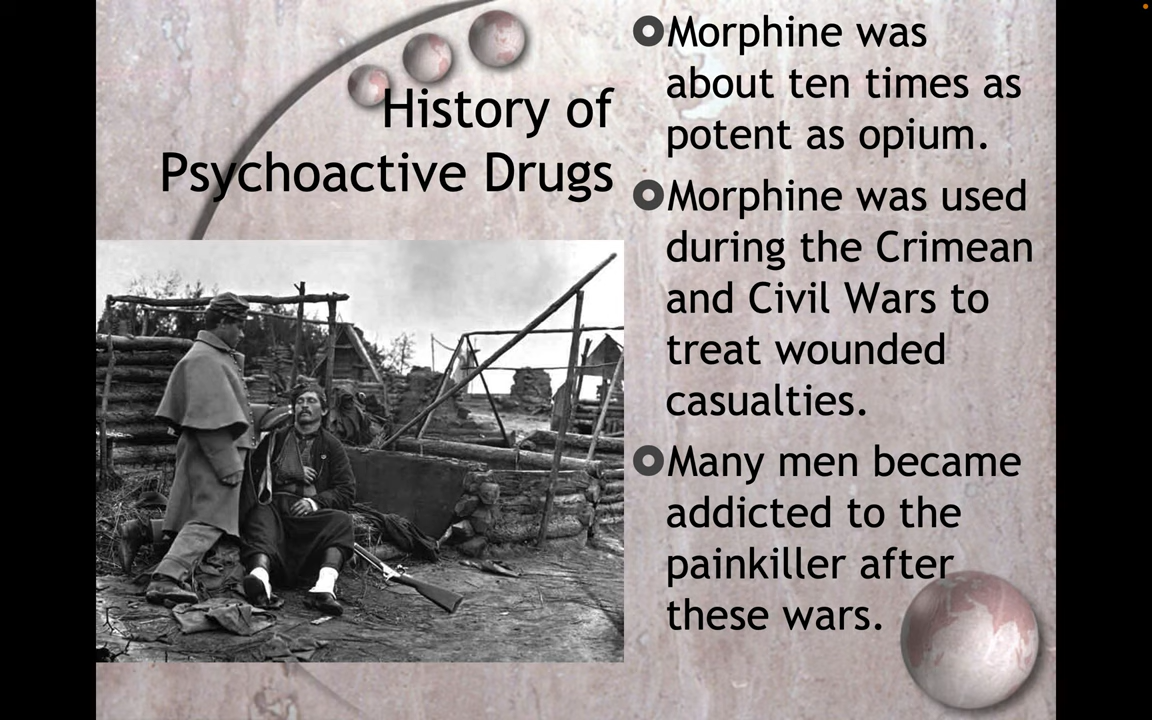 History of
Psychoactive Drugs
Morphine was
about ten times as
potent as opium.
Morphine was used
during the Crimean
and Civil Wars to
treat wounded
casualties.
Many men became
addicted to the
painkiller after
these wars.